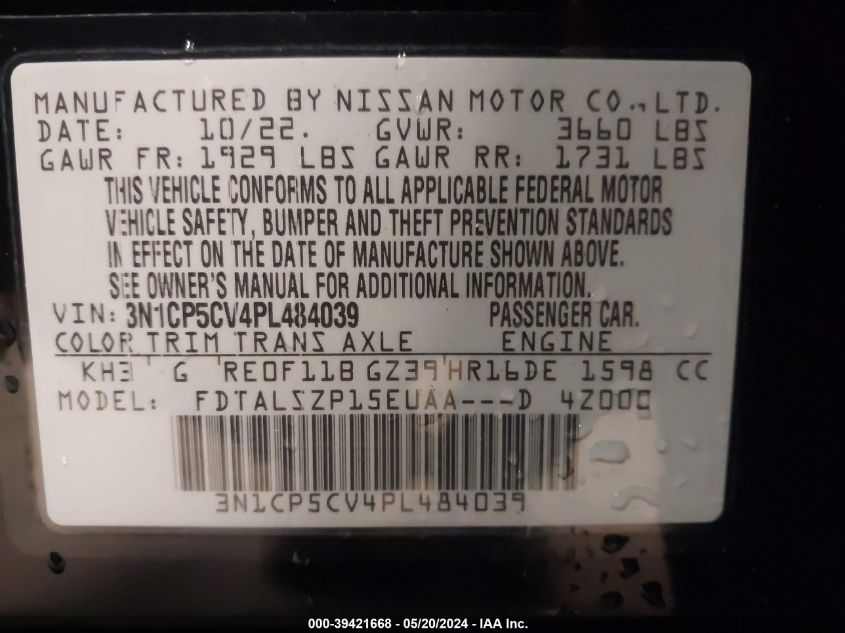 MANUFACTURED BY NISSAN MOTOR CO., LTD.
DATE: 10/22. GVWR: 3660 LBS
GAWR FR: 1929 LBS GAWR RR: 1731 LBS
THIS VEHICLE CONFORMS TO ALL APPLICABLE FEDERAL MOTOR
VEHICLE SAFETY, BUMPER AND THEFT PREVENTION STANDARDS
IN EFFECT ON THE DATE OF MANUFACTURE SHOWN ABOVE.
SEE OWNER'S MANUAL FOR ADDITIONAL INFORMATION.
VIN: 3N1CP5CV4PL484039 PASSENGER CAR.
COLOR TRIM TRANS AXLE ENGINE
KH3 G RE0F11B GZ39 HR16DE 1598 CC
MODEL: FDTALSZP15EUAA---D 4Z00C
3N1CP5CV4PL484039
000-39421668 - 05/20/2024 - IAA Inc.